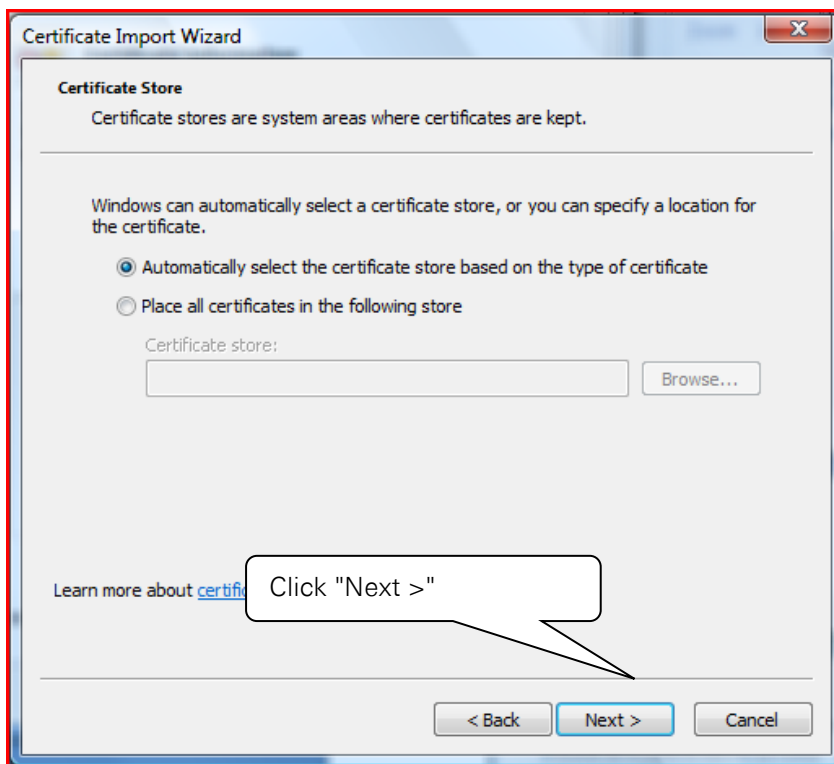 Certificate Import Wizard
Certificate Store
Certificate stores are system areas where certificates are kept.
Windows can automatically select a certificate store, or you can specify a location for
the certificate.
Automatically select the certificate store based on the type of certificate
Place all certificates in the following store
Certificate store:
Browse...
Learn more about
Click "Next >"
< Back Next > Cancel